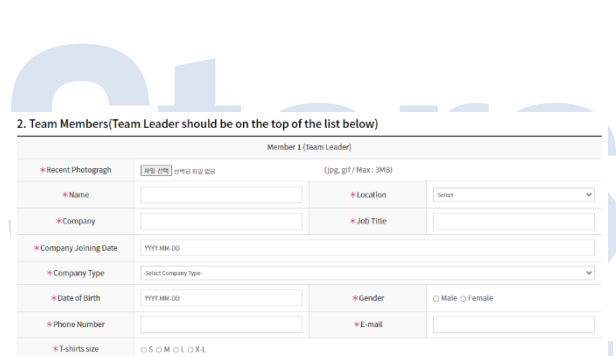 2. Team Members(Team Leader should be on the top of the list below)
Member 1 (Team Leader)
*Recent Photogragh 파일 선택 선택된 파일 없음 (jpg, gif / Max : 3MB)
*Name *Location -Select-
*Company *Job Title
*Company Joining Date YYYY-MM-DD
*Company Type -Select Company Type-
*Date of Birth YYYY-MM-DD *Gender Male Female
*Phone Number *E-mail
*T-shirts size S M L X-L